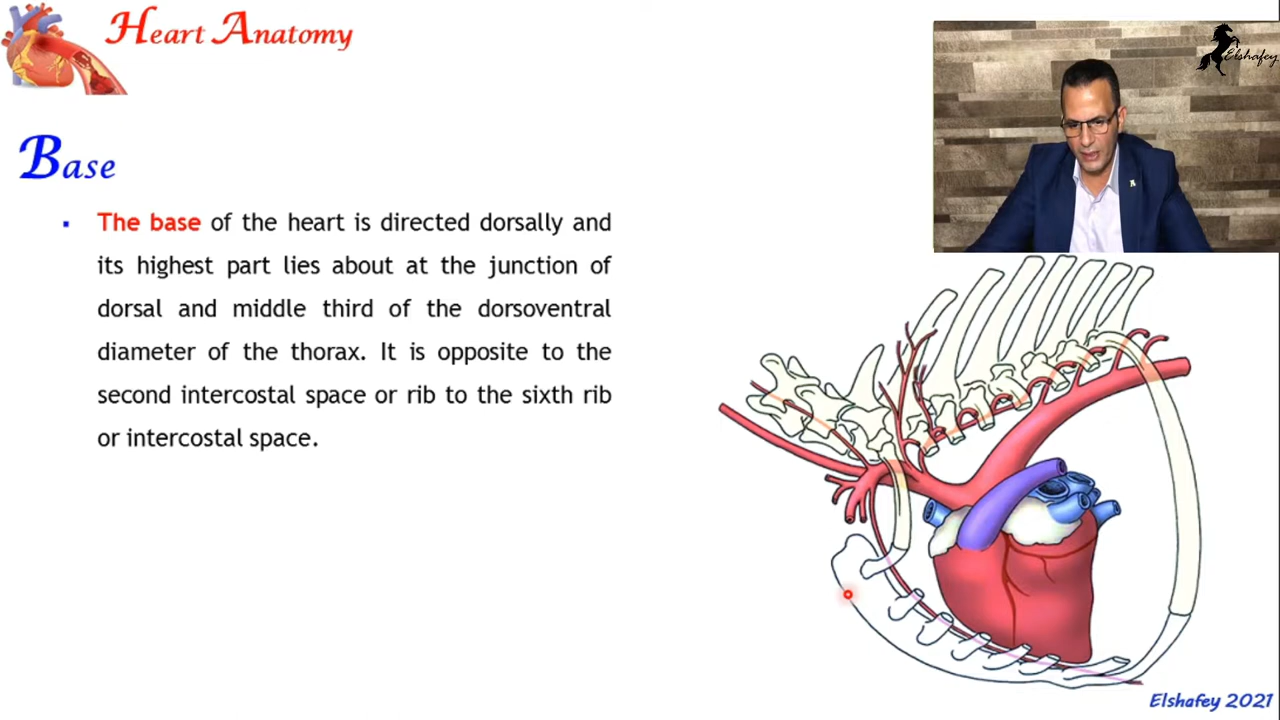 Heart Anatomy
Elshafey
Base
The base of the heart is directed dorsally and
its highest part lies about at the junction of
dorsal and middle third of the dorsoventral
diameter of the thorax. It is opposite to the
second intercostal space or rib to the sixth rib
or intercostal space.
Elshafey 2021